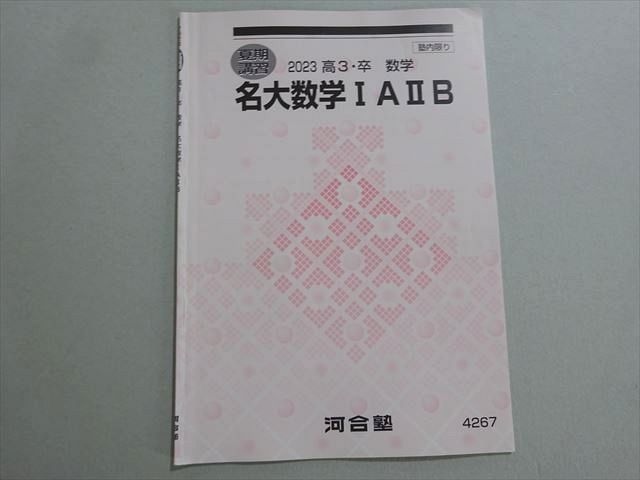 塾内限り
夏期
講習
2023 高3・卒 数学
名大数学ⅠAⅡB
河合塾
4267